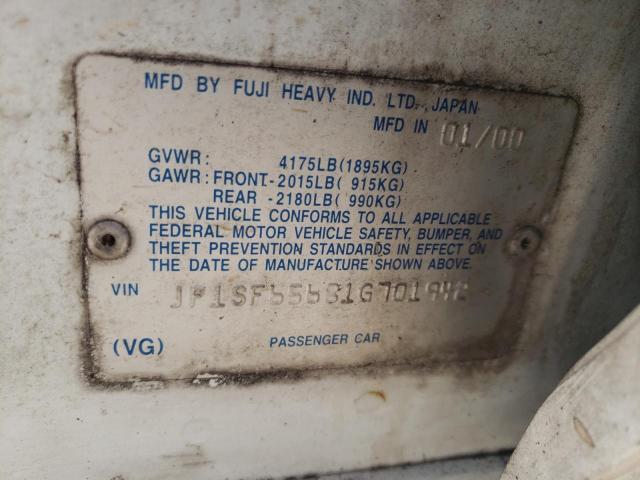 MFD BY FUJI HEAVY IND. LTD., JAPAN
MFD IN 01/00
GVWR: 4175LB(1895KG)
GAWR: FRONT-2015LB( 915KG)
REAR -2180LB( 990KG)
THIS VEHICLE CONFORMS TO ALL APPLICABLE
FEDERAL MOTOR VEHICLE SAFETY, BUMPER, AND
THEFT PREVENTION STANDARDS IN EFFECT ON
THE DATE OF MANUFACTURE SHOWN ABOVE.
VIN
(VG) PASSENGER CAR